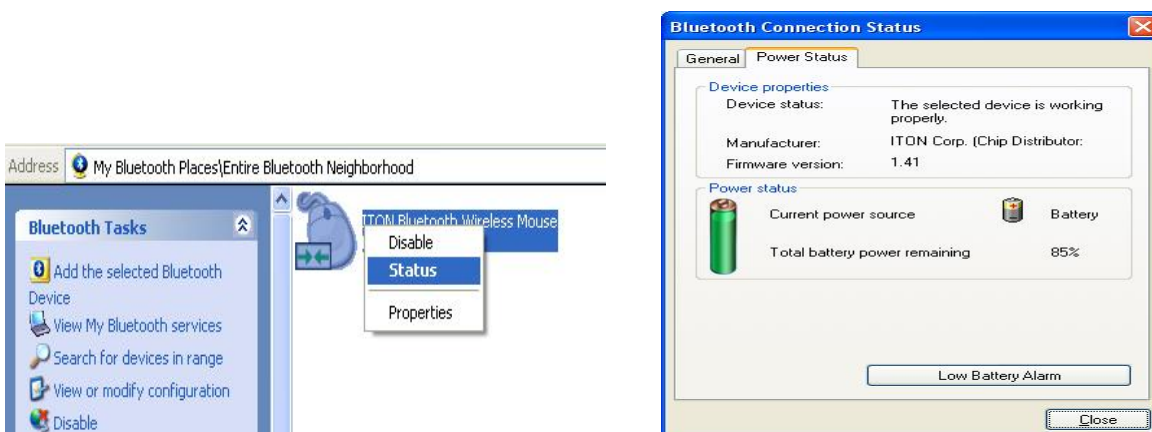 Address My Bluetooth Places\Entire Bluetooth Neighborhood
Bluetooth Tasks
Add the selected Bluetooth
Device
View My Bluetooth services
Search for devices in range
View or modify configuration
Disable
ITON Bluetooth Wireless Mouse
Disable
Status
Properties
Bluetooth Connection Status
General Power Status
Device properties
Device status: The selected device is working
properly.
Manufacturer: ITON Corp. (Chip Distributor:
Firmware version: 1.41
Power status
Current power source Battery
Total battery power remaining 85%
Low Battery Alarm
Close